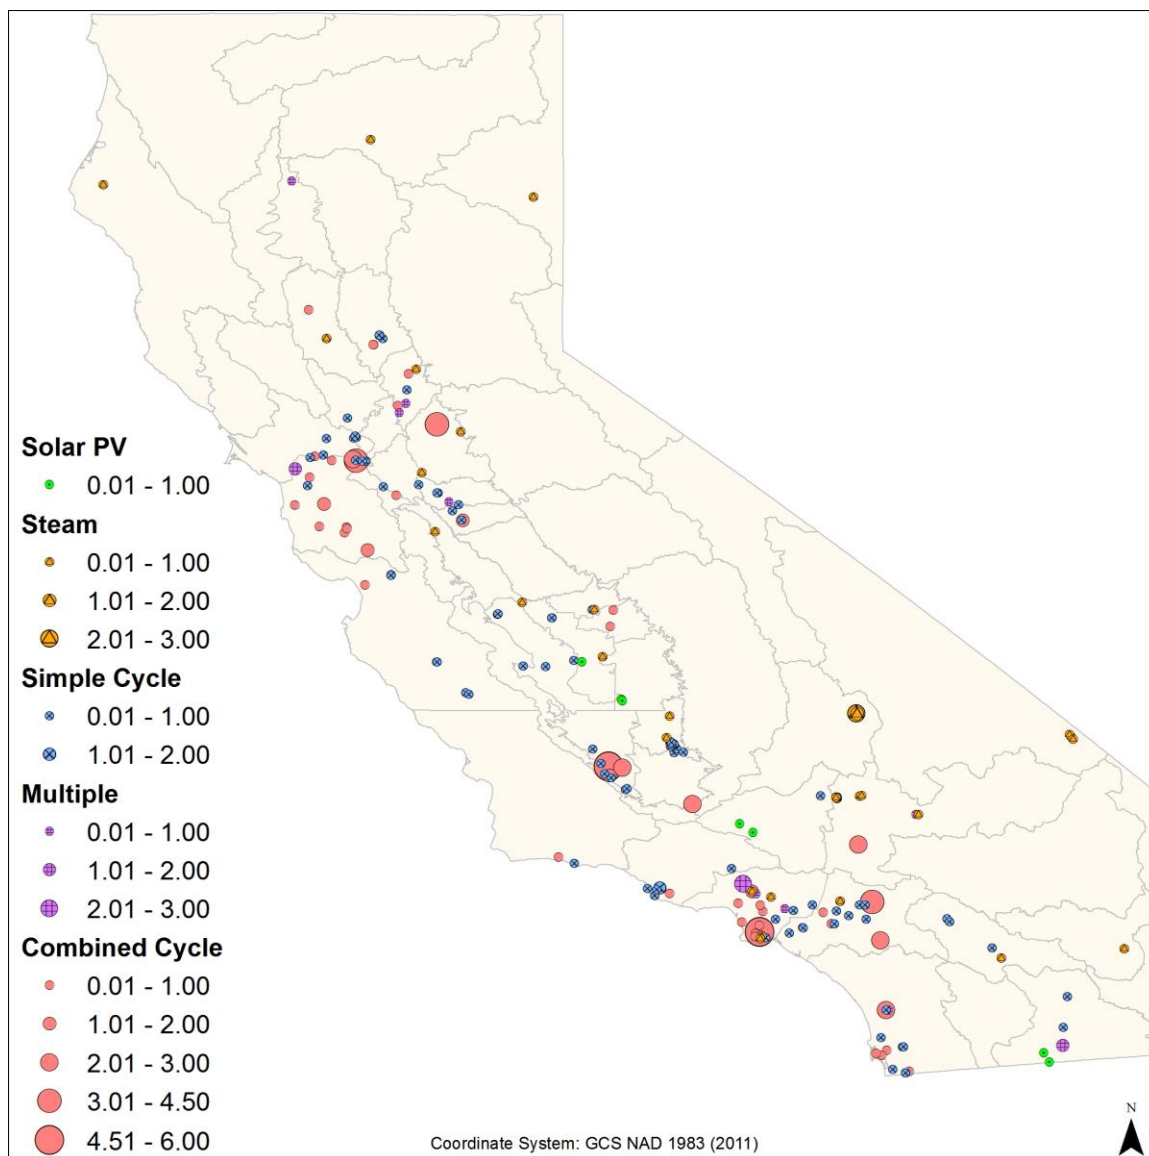 Solar PV
0.01 - 1.00
Steam
0.01 - 1.00
1.01 - 2.00
2.01 - 3.00
Simple Cycle
0.01 - 1.00
1.01 - 2.00
Multiple
0.01 - 1.00
1.01 - 2.00
2.01 - 3.00
Combined Cycle
0.01 - 1.00
1.01 - 2.00
2.01 - 3.00
3.01 - 4.50
4.51 - 6.00
Coordinate System: GCS NAD 1983 (2011)
N